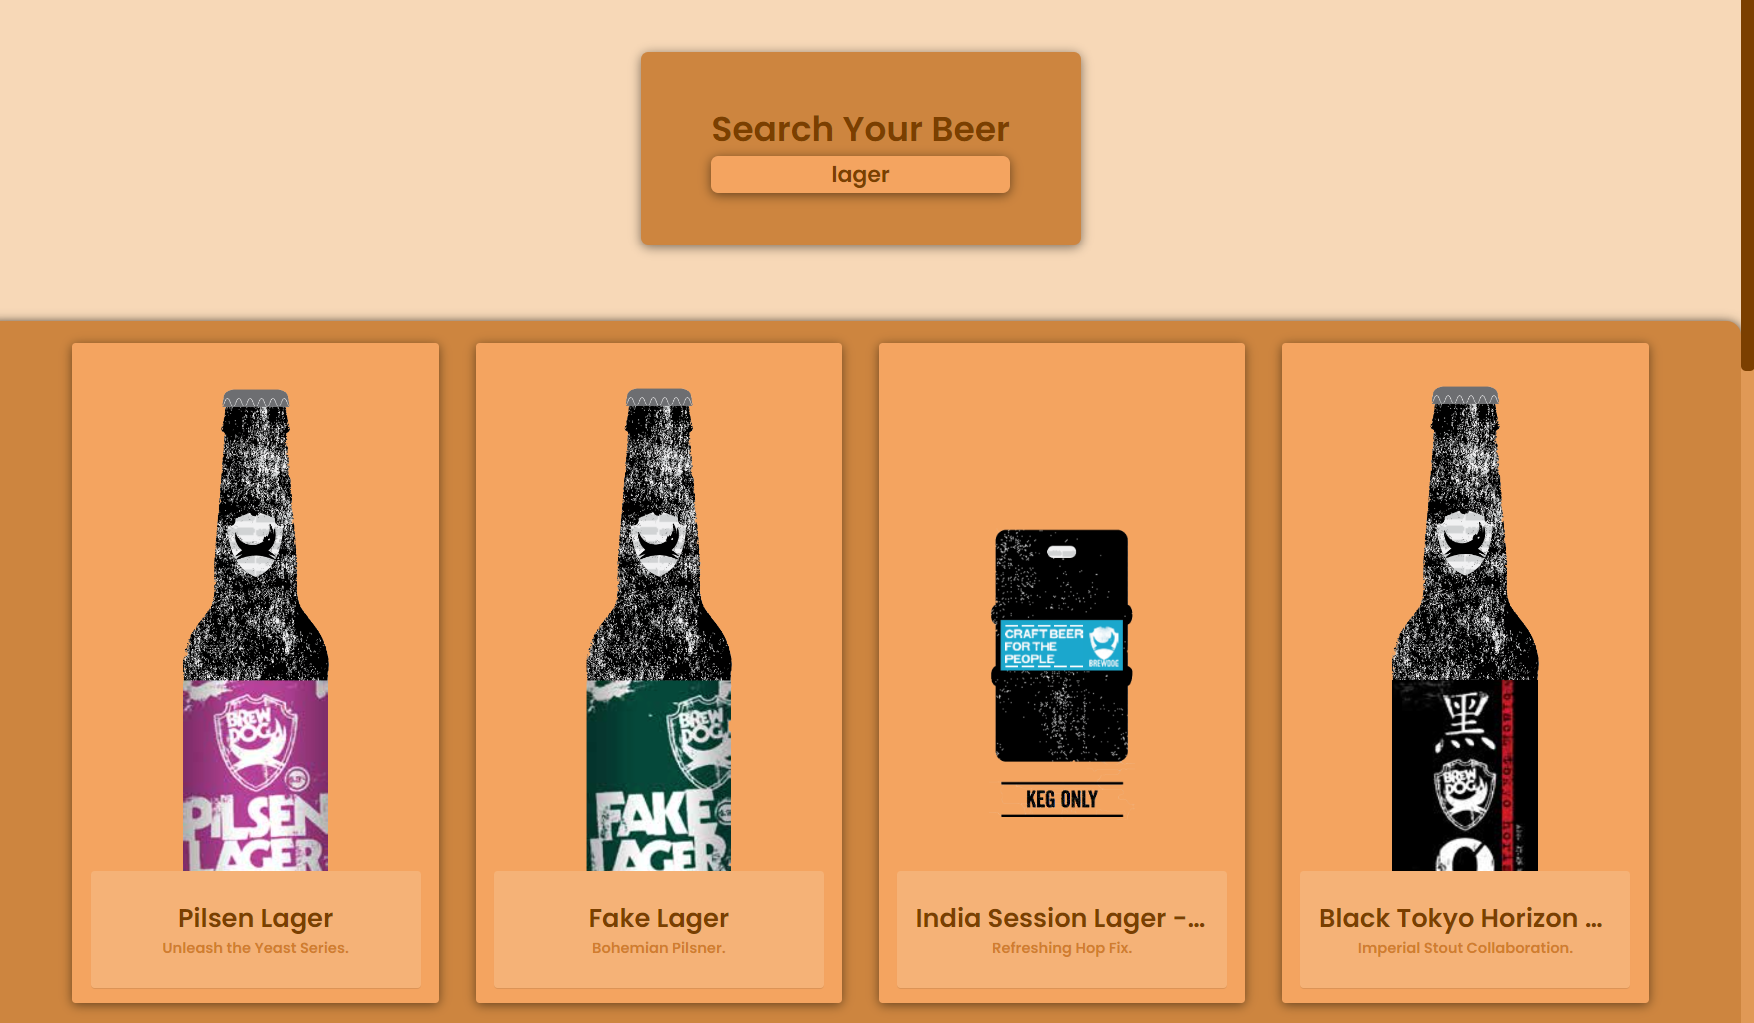 Search Your Beer
lager
BREW
DOG
PILSEN
LAGER
Pilsen Lager
Unleash the Yeast Series.
BREW
DOG
FAKE
LAGER
Fake Lager
Bohemian Pilsner.
CRAFT BEER
FOR THE
PEOPLE
BREWDOG
KEG ONLY
India Session Lager -...
Refreshing Hop Fix.
黑
BREW
DOG
Black Tokyo Horizon ...
Imperial Stout Collaboration.